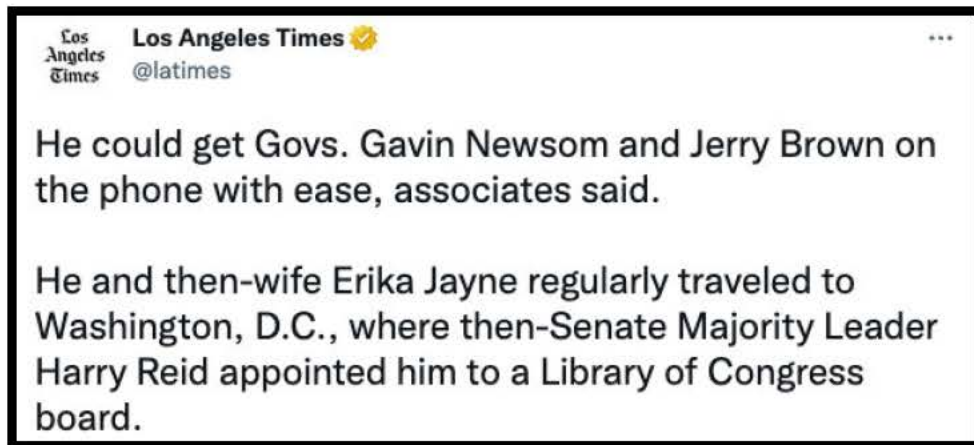 Los Angeles Times
Los Angeles Times
@latimes
He could get Govs. Gavin Newsom and Jerry Brown on
the phone with ease, associates said.
He and then-wife Erika Jayne regularly traveled to
Washington, D.C., where then-Senate Majority Leader
Harry Reid appointed him to a Library of Congress
board.